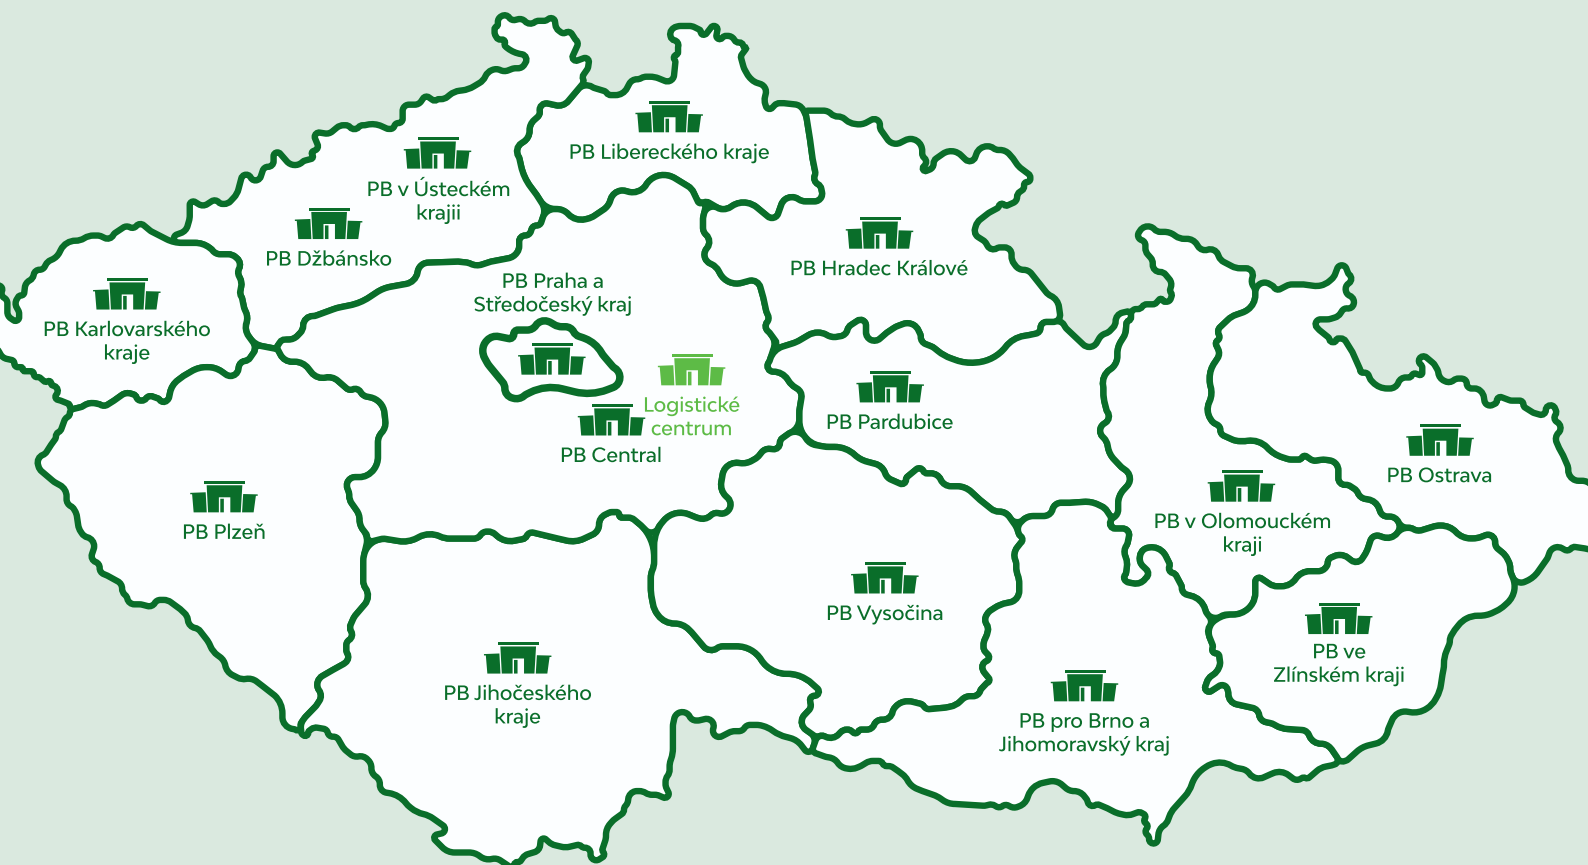 PB Libereckého kraje
PB v Ústeckém
krajii
PB Džbánsko
PB Hradec Králové
PB Praha a
Středočeský kraj
PB Karlovarského
kraje
Logistické
centrum
PB Pardubice
PB Central
PB Ostrava
PB Plzeň
PB v Olomouckém
kraji
PB Vysočina
PB ve
Zlínském kraji
PB Jihočeského
kraje
PB pro Brno a
Jihomoravský kraj